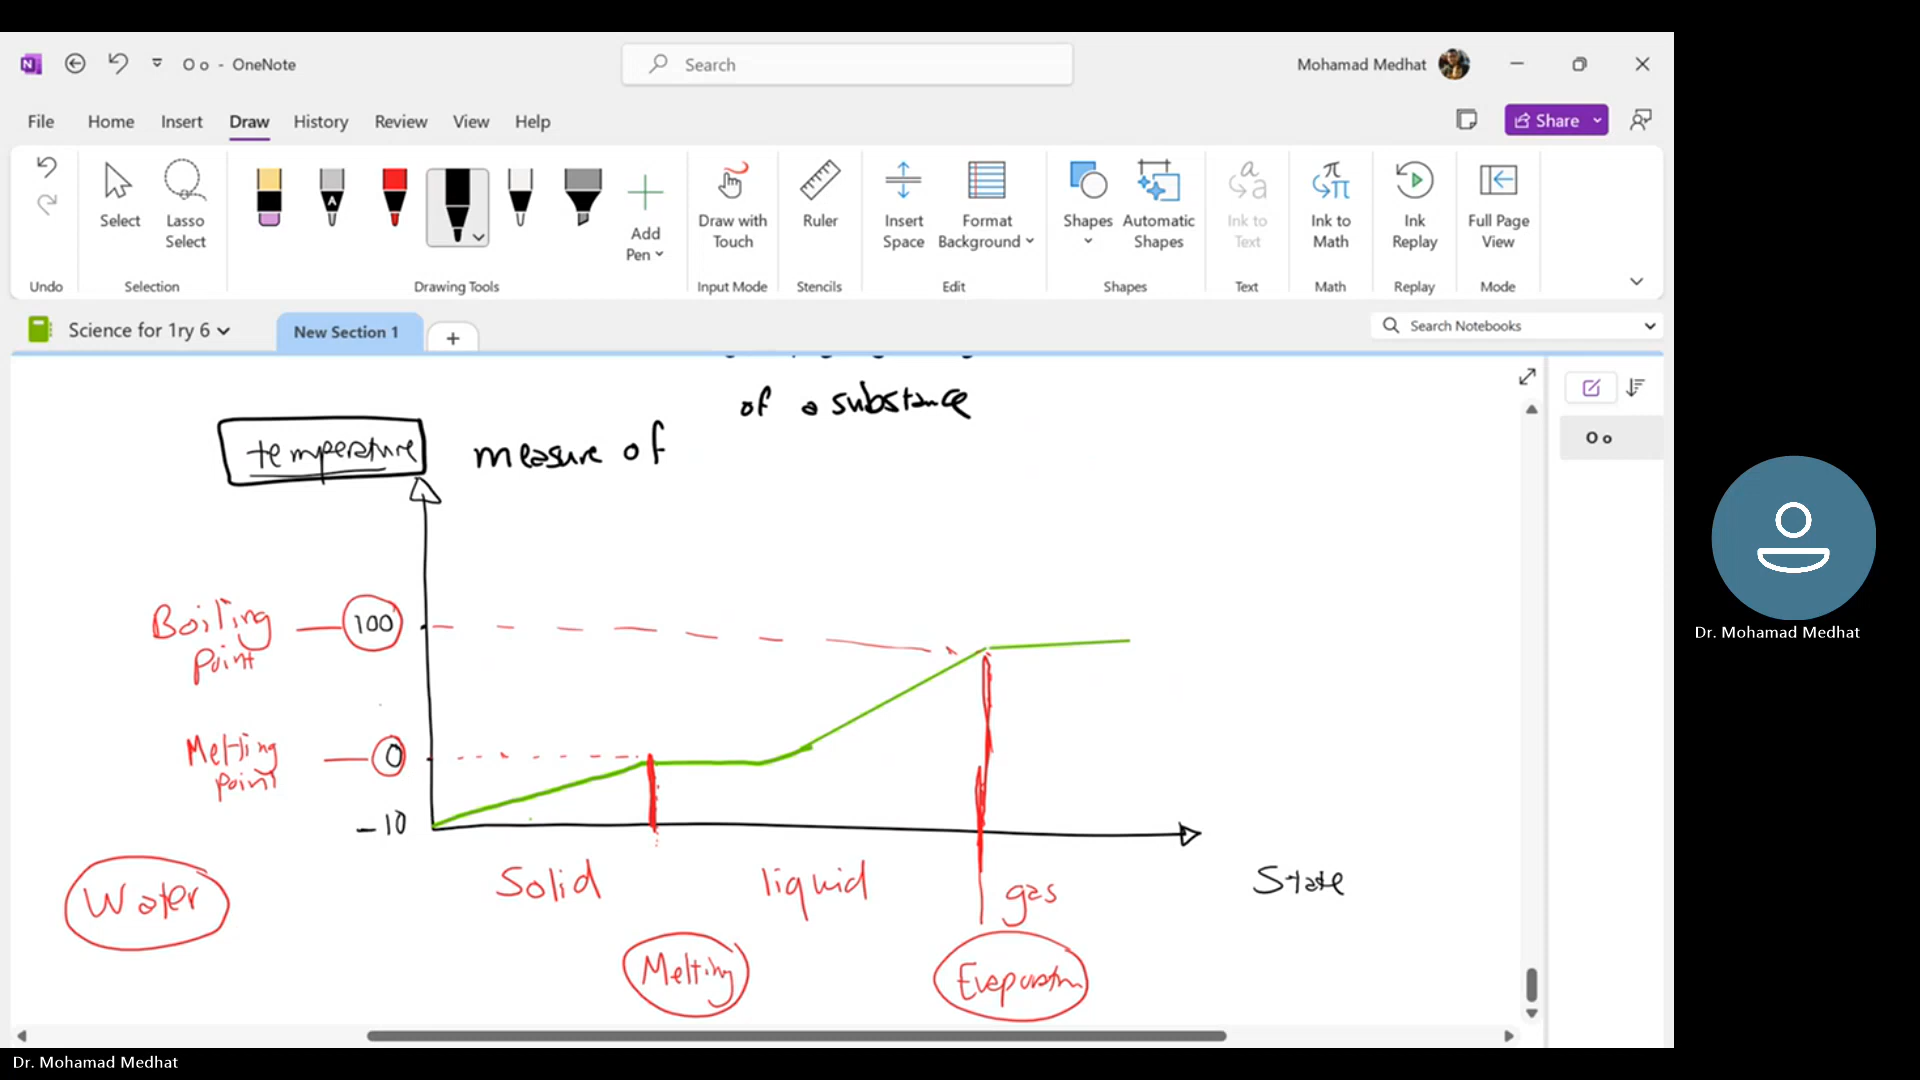 O o - OneNote
Search
Mohamad Medhat
File Home Insert Draw History Review View Help
Share
Select
Lasso Select
A
Add Pen
Draw with Touch
Ruler
Insert Space
Format Background
Shapes
Automatic Shapes
Ink to Text
Ink to Math
Ink Replay
Full Page View
Undo
Selection
Drawing Tools
Input Mode
Stencils
Edit
Shapes
Text
Math
Replay
Mode
Science for 1ry 6
New Section 1
Search Notebooks
O o
of a substance
temperature measure of
Boiling point 100
Melting point 0
-10
Water
Solid liquid gas
State
Melting
Evaporation
Dr. Mohamad Medhat
Dr. Mohamad Medhat